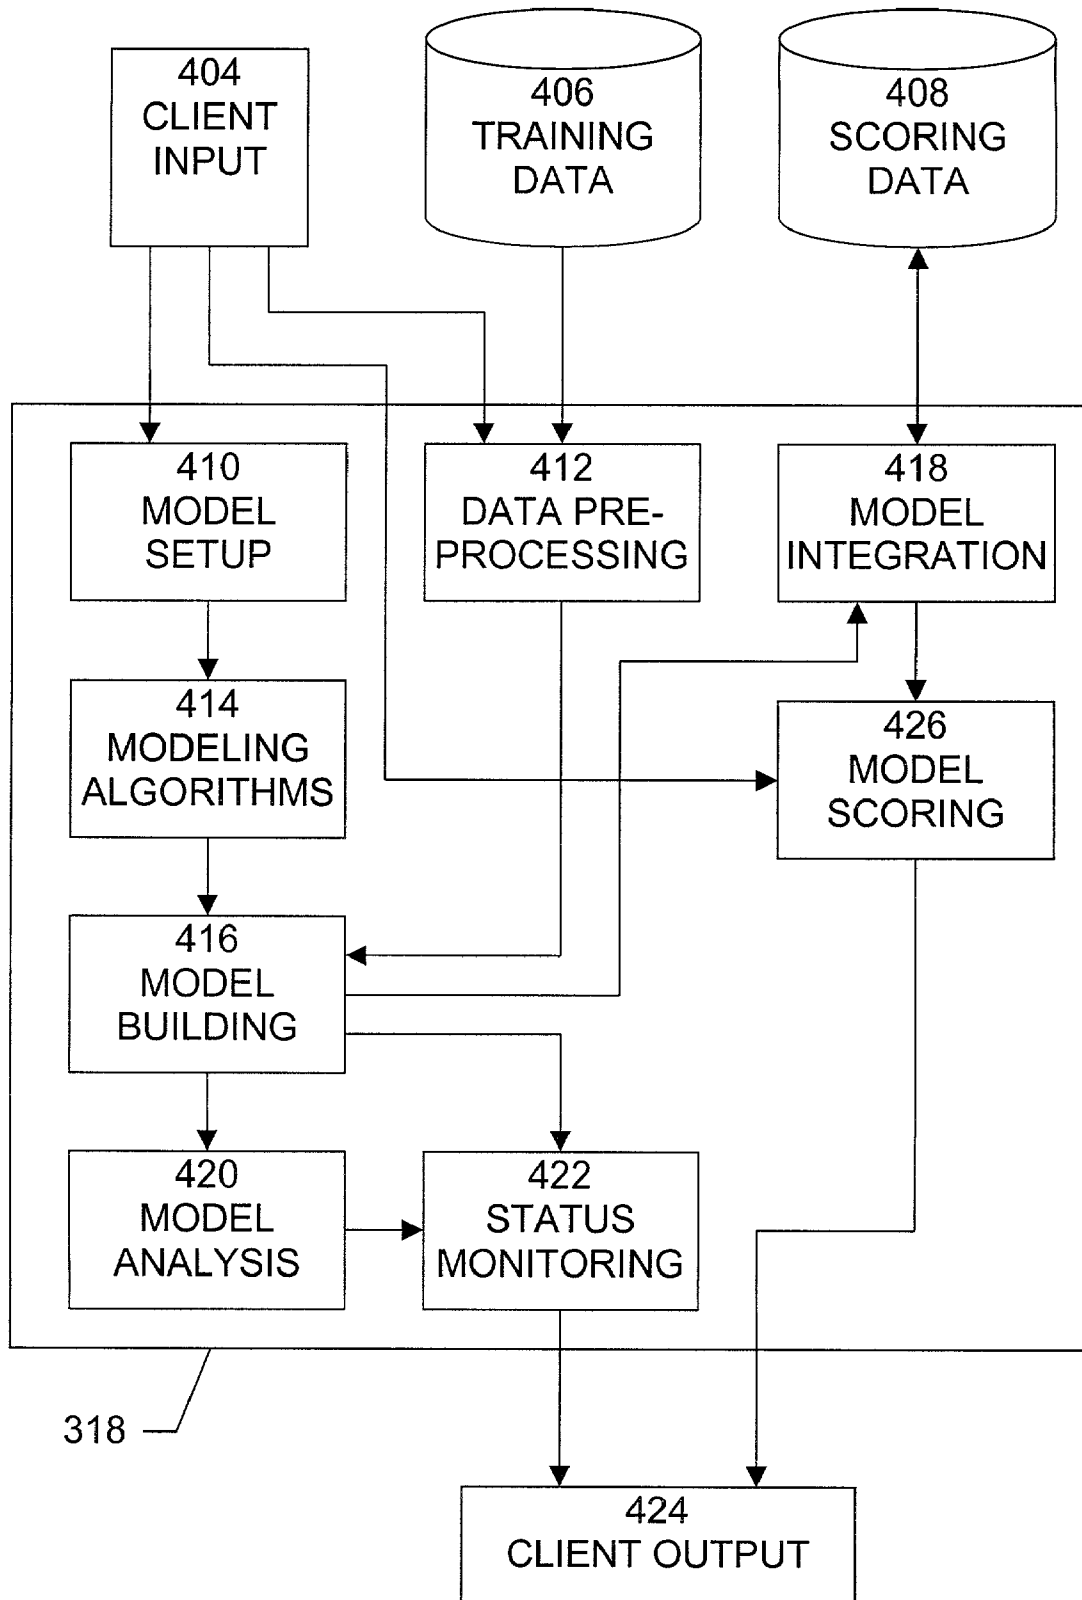 404
CLIENT
INPUT
406
TRAINING
DATA
408
SCORING
DATA
410
MODEL
SETUP
412
DATA PRE-
PROCESSING
418
MODEL
INTEGRATION
414
MODELING
ALGORITHMS
426
MODEL
SCORING
416
MODEL
BUILDING
420
MODEL
ANALYSIS
422
STATUS
MONITORING
318
424
CLIENT OUTPUT